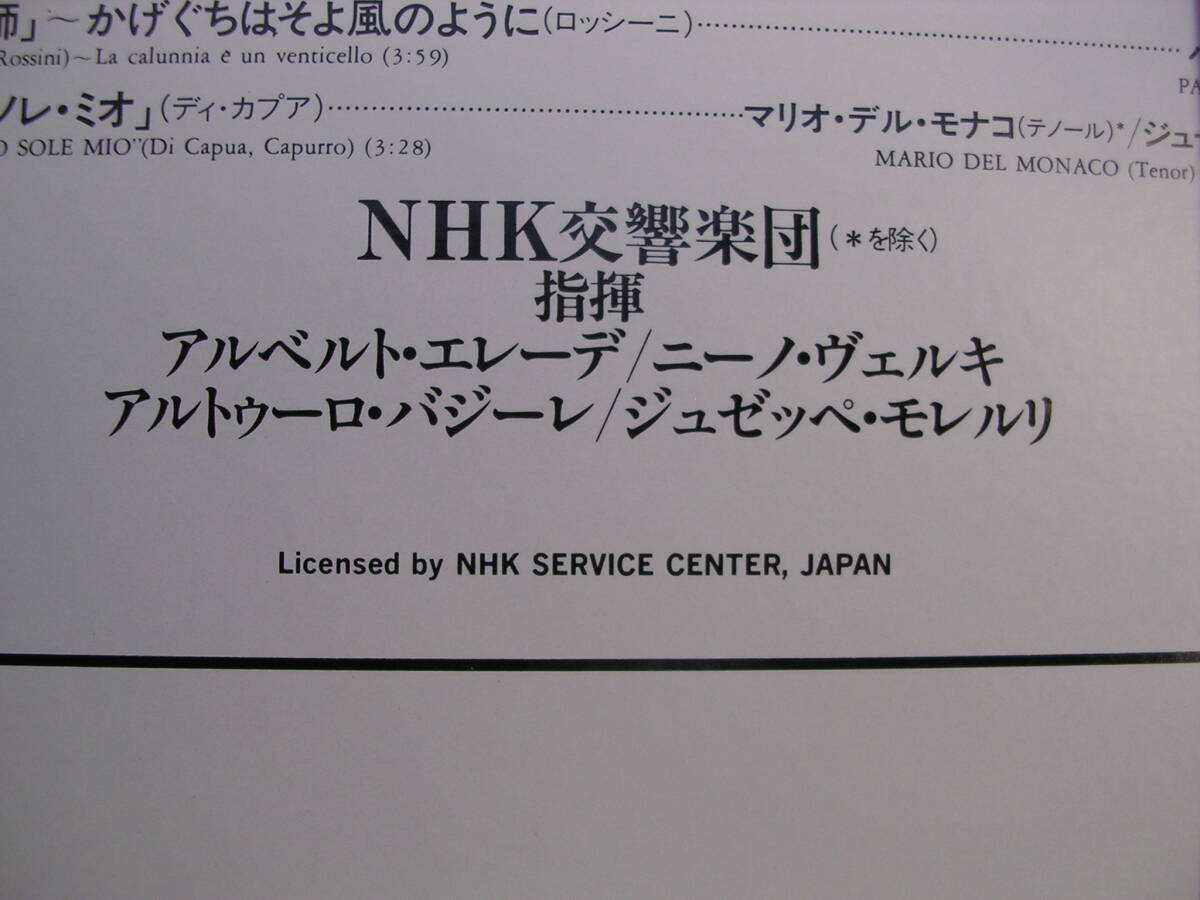 師」～かげぐちは、そよ風のように(ロッシーニ)
Rossini)～La calunnia è un venticello (3:59)
PA
ソレ・ミオ」(ディ・カプア) マリオ・デル・モナコ(テノール)*/ジュ
O SOLE MIO"(Di Capua, Capurro) (3:28) MARIO DEL MONACO (Tenor)
NHK交響楽団(＊を除く)
指揮
アルベルト・エレーデ/ニーノ・ヴェルキ
アルトゥーロ・バジーレ/ジュゼッペ・モレルリ
Licensed by NHK SERVICE CENTER, JAPAN